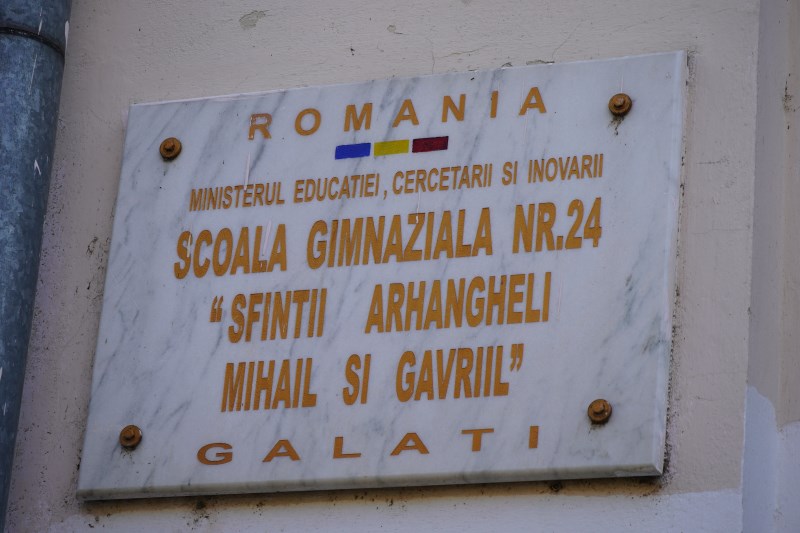 ROMANIA
MINISTERUL EDUCATIEI, CERCETARII SI INOVARII
SCOALA GIMNAZIALA NR.24
“SFINTII ARHANGHELI
MIHAIL SI GAVRIIL”
GALATI